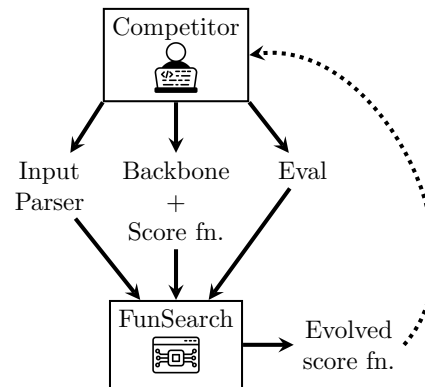 Competitor
Input
Parser
Backbone
+
Score fn.
Eval
FunSearch
Evolved
score fn.